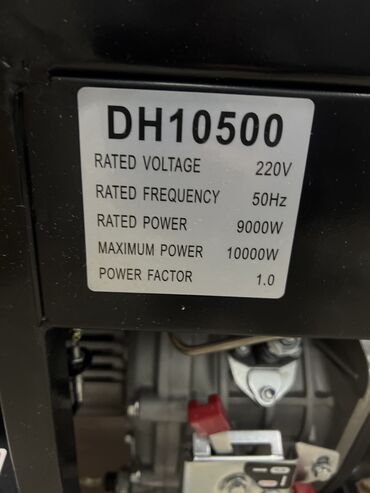 DH10500
RATED VOLTAGE 220V
RATED FREQUENCY 50Hz
RATED POWER 9000W
MAXIMUM POWER 10000W
POWER FACTOR 1.0